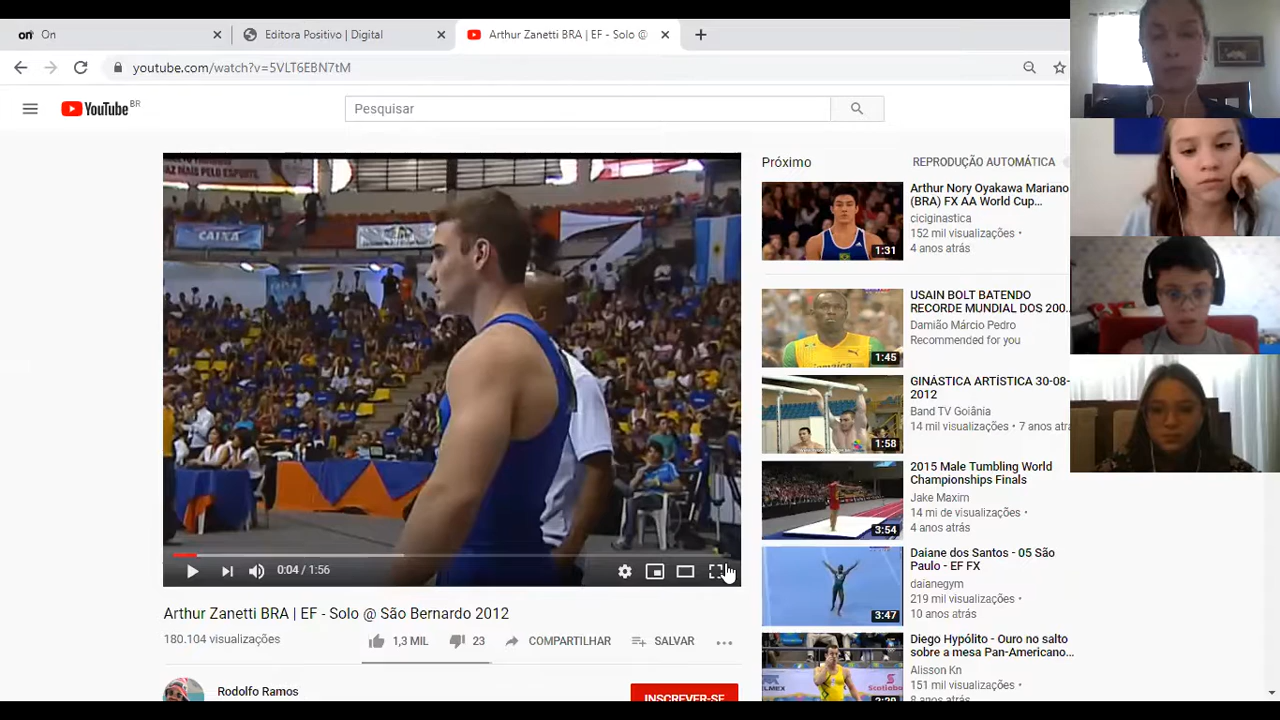 on On
Editora Positivo | Digital
Arthur Zanetti BRA | EF - Solo @
youtube.com/watch?v=5VLT6EBN7tM
YouTube BR
Pesquisar
CAIXA
0:04 / 1:56
Arthur Zanetti BRA | EF - Solo @ São Bernardo 2012
180.104 visualizações
1,3 MIL
23
COMPARTILHAR
SALVAR
Rodolfo Ramos
INSCREVER-SE
Próximo
REPRODUÇÃO AUTOMÁTICA
1:31
Arthur Nory Oyakawa Mariano
(BRA) FX AA World Cup...
ciciginastica
152 mil visualizações •
4 anos atrás
1:45
USAIN BOLT BATENDO
RECORDE MUNDIAL DOS 200...
Damião Márcio Pedro
Recommended for you
1:58
GINÁSTICA ARTÍSTICA 30-08-
2012
Band TV Goiânia
14 mil visualizações • 7 anos atrá
3:54
2015 Male Tumbling World
Championships Finals
Jake Maxim
14 mi de visualizações •
4 anos atrás
3:47
Daiane dos Santos - 05 São
Paulo - EF FX
daianegym
219 mil visualizações •
10 anos atrás
Diego Hypólito - Ouro no salto
sobre a mesa Pan-Americano...
Alisson Kn
151 mil visualizações •
8 anos atrás